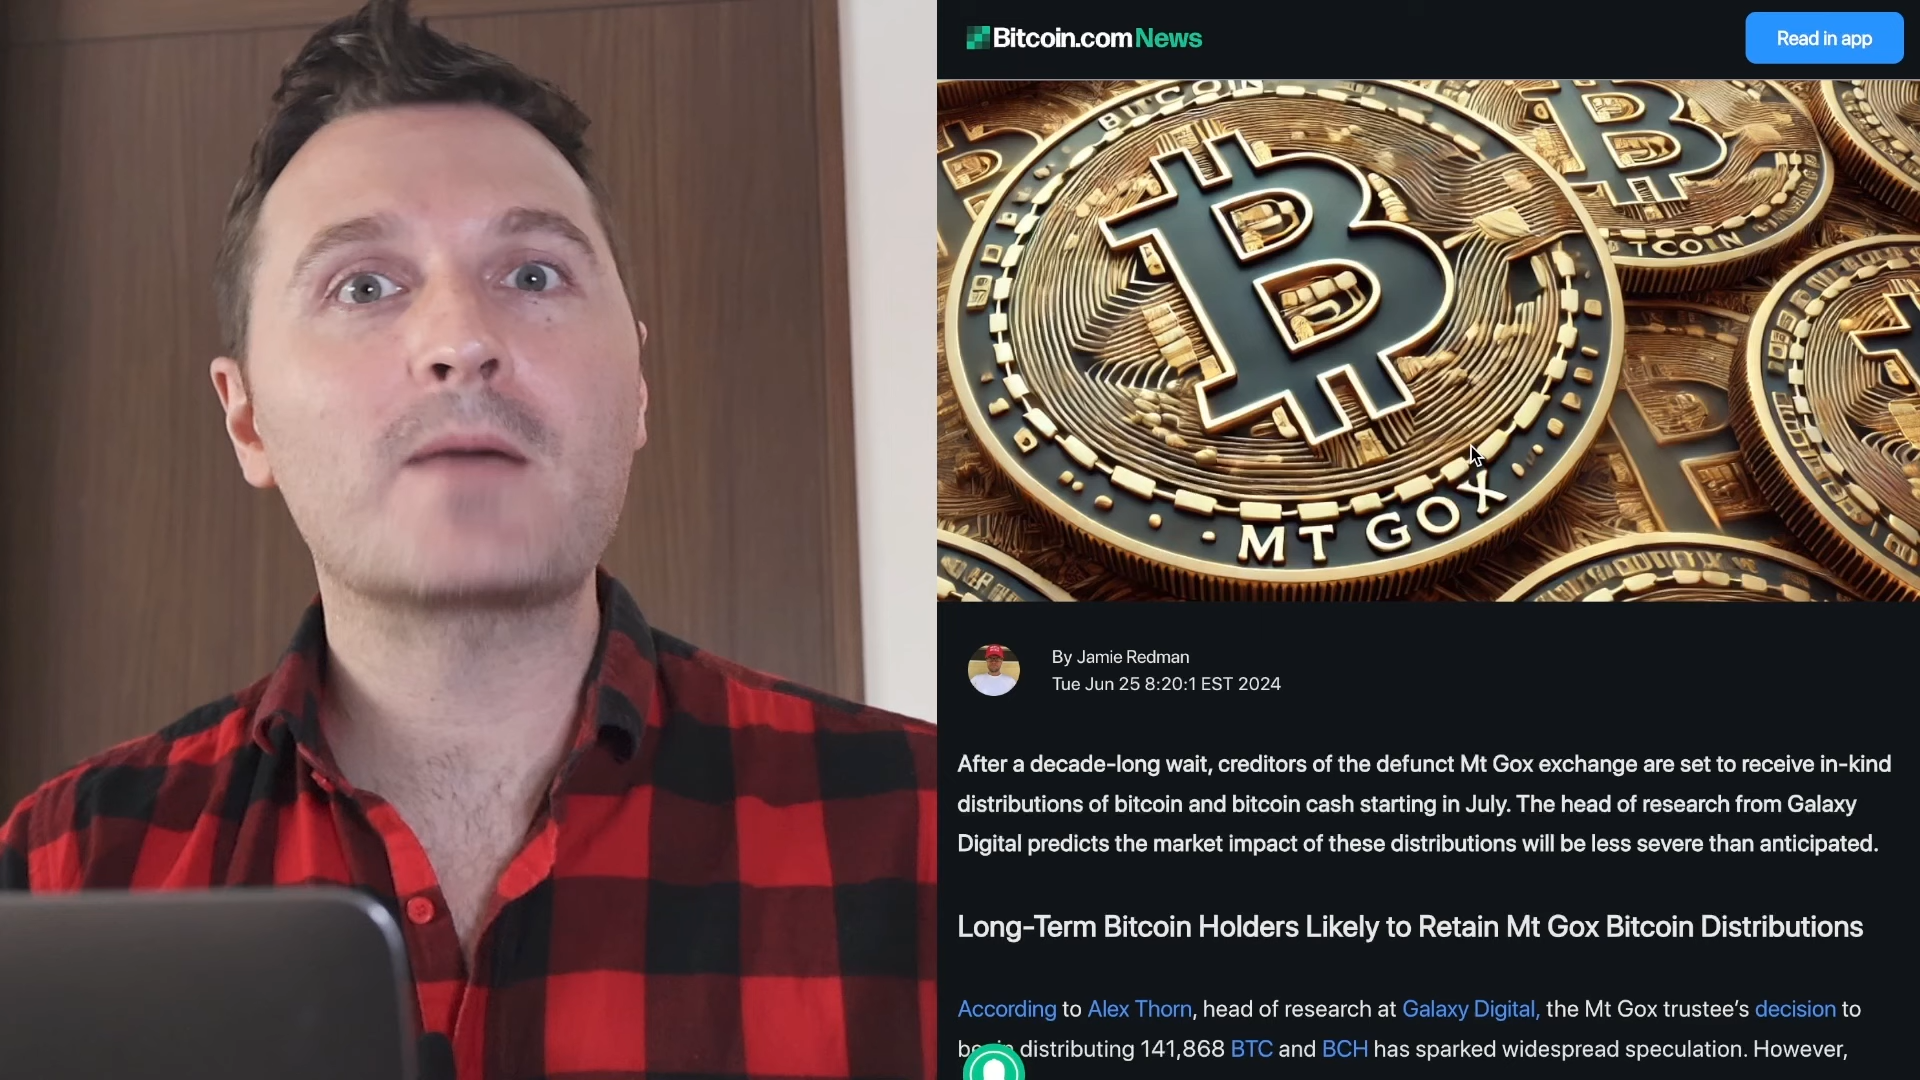 Bitcoin.com News
Read in app
BITCOIN
BITCOIN
MT GOX
By Jamie Redman
Tue Jun 25 8:20:1 EST 2024
After a decade-long wait, creditors of the defunct Mt Gox exchange are set to receive in-kind
distributions of bitcoin and bitcoin cash starting in July. The head of research from Galaxy
Digital predicts the market impact of these distributions will be less severe than anticipated.
Long-Term Bitcoin Holders Likely to Retain Mt Gox Bitcoin Distributions
According to Alex Thorn, head of research at Galaxy Digital, the Mt Gox trustee's decision to
begin distributing 141,868 BTC and BCH has sparked widespread speculation. However,